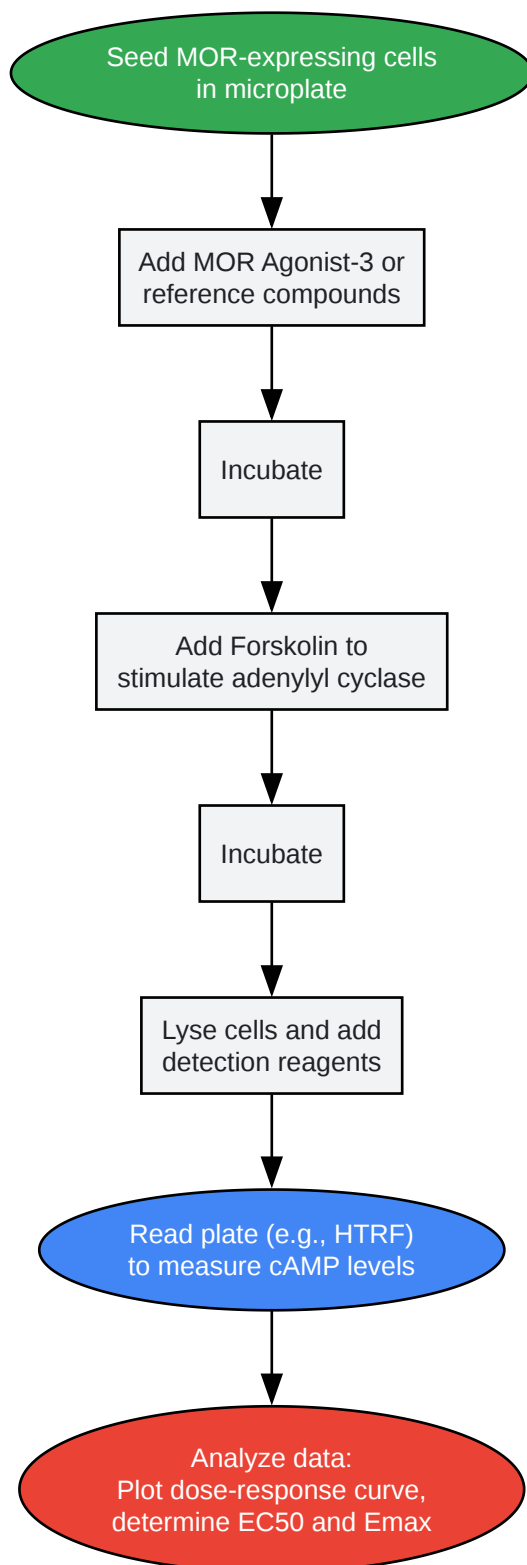 Seed MOR-expressing cells
in microplate
Add MOR Agonist-3 or
reference compounds
Incubate
Add Forskolin to
stimulate adenylyl cyclase
Incubate
Lyse cells and add
detection reagents
Read plate (e.g., HTRF)
to measure cAMP levels
Analyze data:
Plot dose-response curve,
determine EC50 and Emax